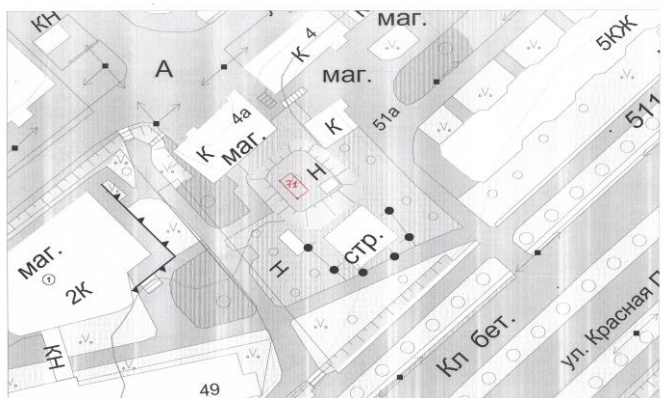 КН
А
К 4
маг.
маг.
К
4а
маг.
К
К
51а
5КЖ
511
71
Н
маг.
1
2К
КН
Н
стр.
49
Кл бет.
ул. Красная П